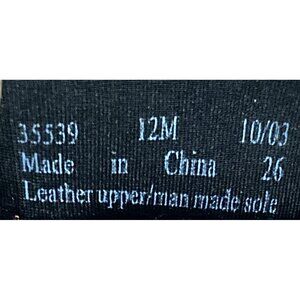 35539 12M 10/03
Made in China 26
Leather upper/man made sole